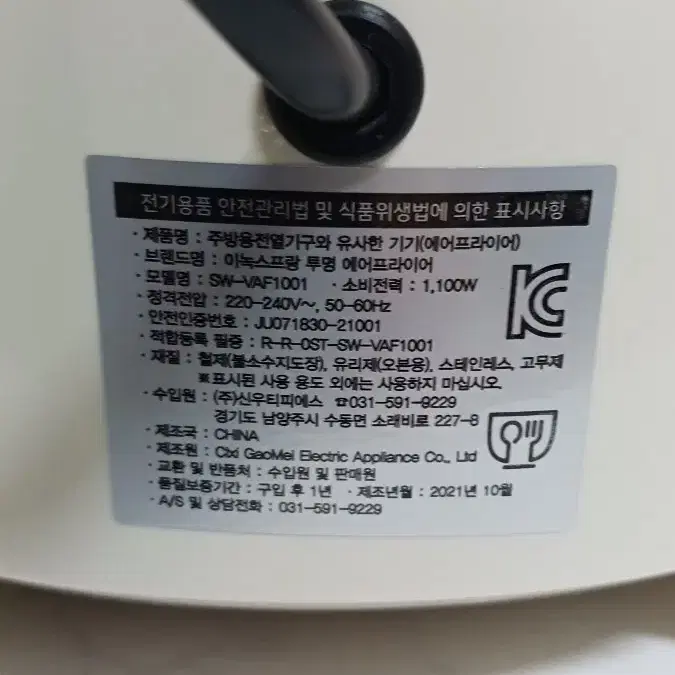 전기용품 안전관리법 및 식품위생법에 의한 표시사항
· 제품명 : 주방용전열기구와 유사한 기기(에어프라이어)
· 브랜드명 : 이녹스프랑 투명 에어프라이어
· 모델명 : SW-VAF1001 · 소비전력 : 1,100W
· 정격전압 : 220-240V~, 50-60Hz
· 안전인증번호 : JU071830-21001
· 적합등록 필증 : R-R-0ST-SW-VAF1001
· 재질 : 철제(불소수지도장), 유리제(오븐용), 스테인레스, 고무제
※표시된 사용 용도 외에는 사용하지 마십시오.
· 수입원 : (주)신우티피에스 ☎031-591-9229
경기도 남양주시 수동면 소래비로 227-8
· 제조국 : CHINA
· 제조원 : Cixi GaoMei Electric Appliance Co., Ltd
· 교환 및 반품처 : 수입원 및 판매원
· 품질보증기간 : 구입 후 1년 · 제조년월 : 2021년 10월
· A/S 및 상담전화 : 031-591-9229